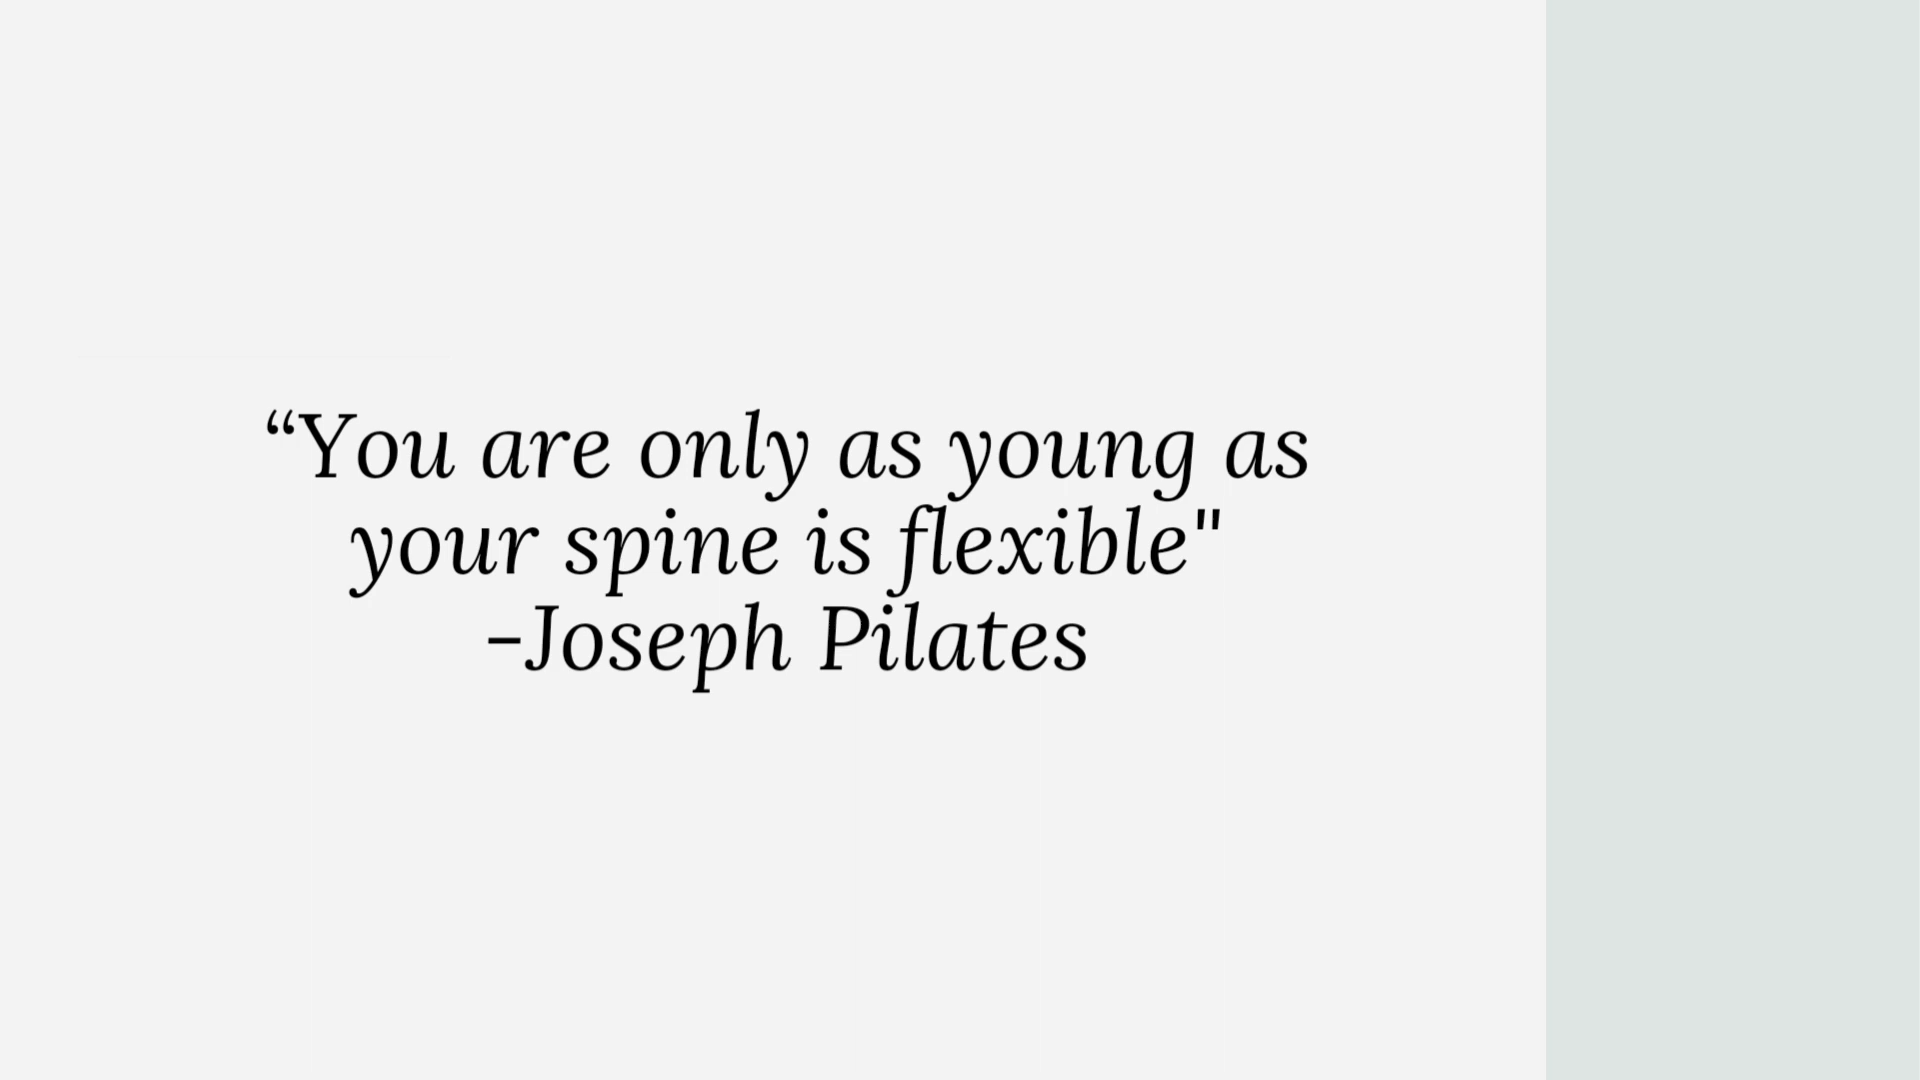 “You are only as young as
your spine is flexible"
–Joseph Pilates